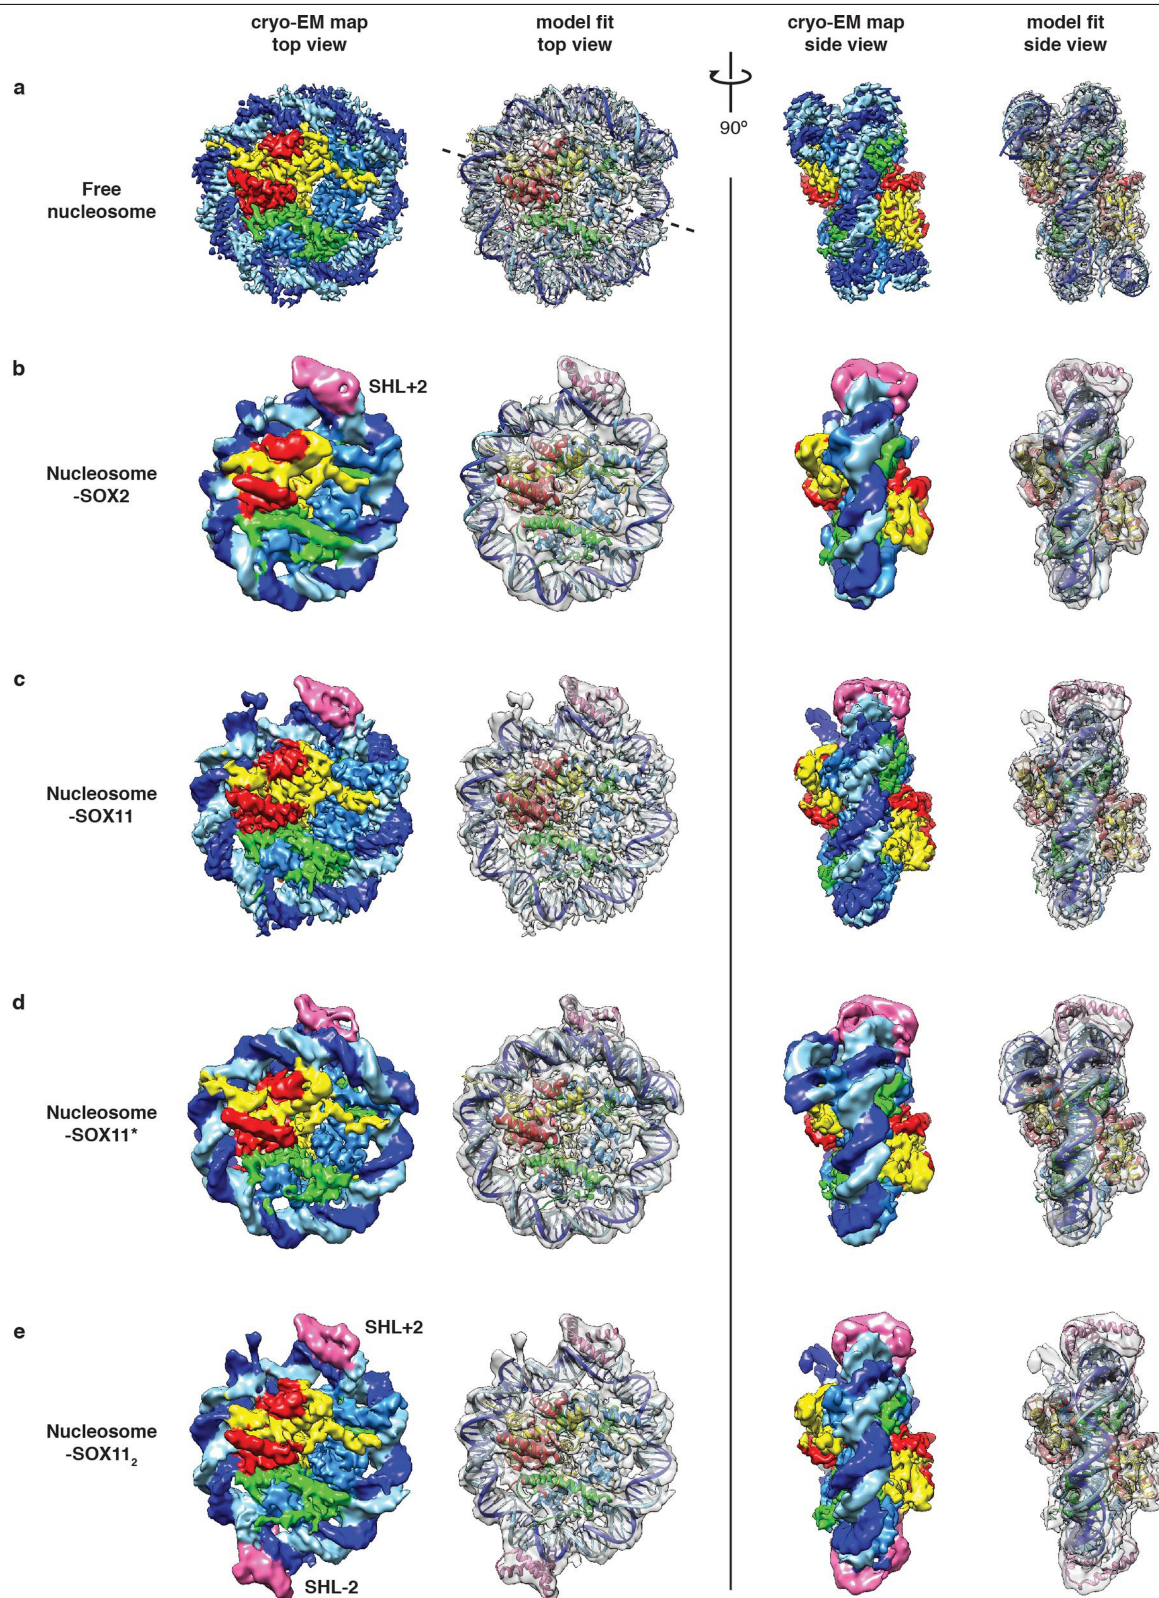 cryo-EM map
top view
model fit
top view
cryo-EM map
side view
model fit
side view
90º
a
Free
nucleosome
b
SHL+2
Nucleosome
-SOX2
c
Nucleosome
-SOX11
d
Nucleosome
-SOX11*
e
SHL+2
Nucleosome
-SOX11₂
SHL-2